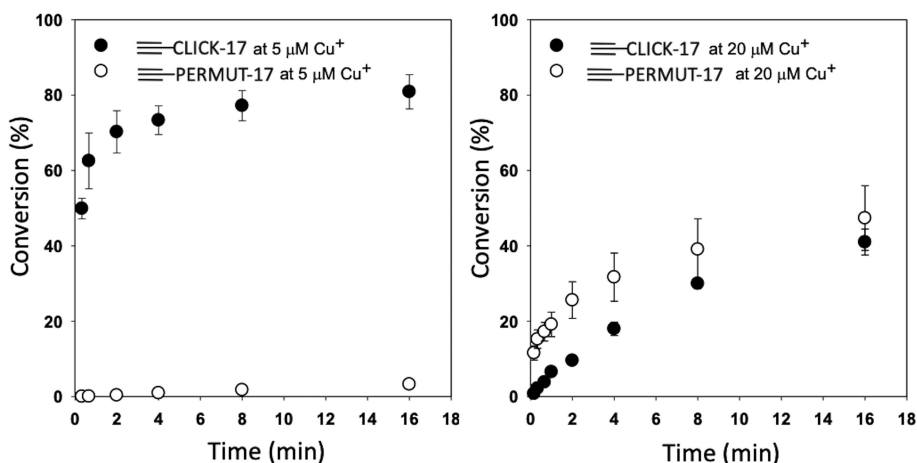 100
80
60
40
20
0
Conversion (%)
CLICK-17 at 5 μM Cu⁺
PERMUT-17 at 5 μM Cu⁺
0 2 4 6 8 10 12 14 16 18
Time (min)
100
80
60
40
20
0
Conversion (%)
CLICK-17 at 20 μM Cu⁺
PERMUT-17 at 20 μM Cu⁺
0 2 4 6 8 10 12 14 16 18
Time (min)